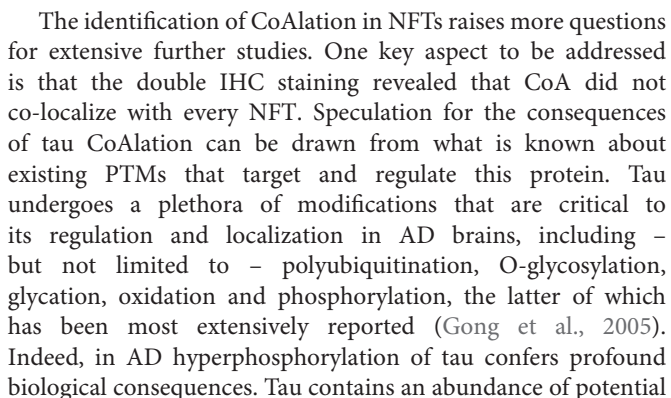 The identification of CoAlation in NFTs raises more questions
for extensive further studies. One key aspect to be addressed
is that the double IHC staining revealed that CoA did not
co-localize with every NFT. Speculation for the consequences
of tau CoAlation can be drawn from what is known about
existing PTMs that target and regulate this protein. Tau
undergoes a plethora of modifications that are critical to
its regulation and localization in AD brains, including –
but not limited to – polyubiquitination, O-glycosylation,
glycation, oxidation and phosphorylation, the latter of which
has been most extensively reported (Gong et al., 2005).
Indeed, in AD hyperphosphorylation of tau confers profound
biological consequences. Tau contains an abundance of potential